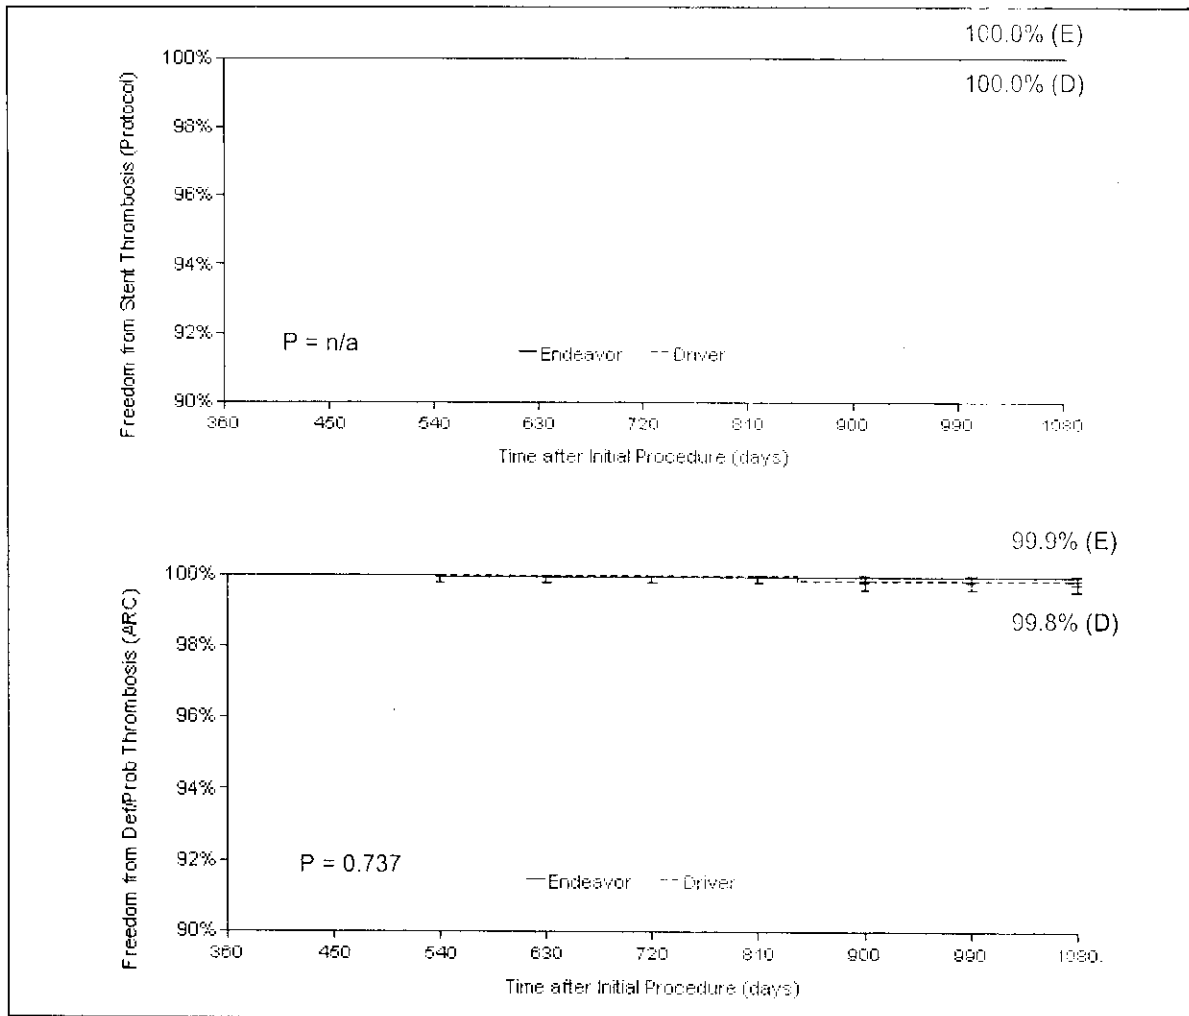 100.0% (E)
100%
100.0% (D)
98%
96%
94%
92%
90%
Freedom from Stent Thrombosis (Protocol)
P = n/a
Endeavor Driver
360 450 540 630 720 810 900 990 1080
Time after Initial Procedure (days)
99.9% (E)
100%
99.8% (D)
98%
96%
94%
92%
90%
Freedom from Def/Prob Thrombosis (ARC)
P = 0.737
Endeavor Driver
360 450 540 630 720 810 900 990 1080
Time after Initial Procedure (days)